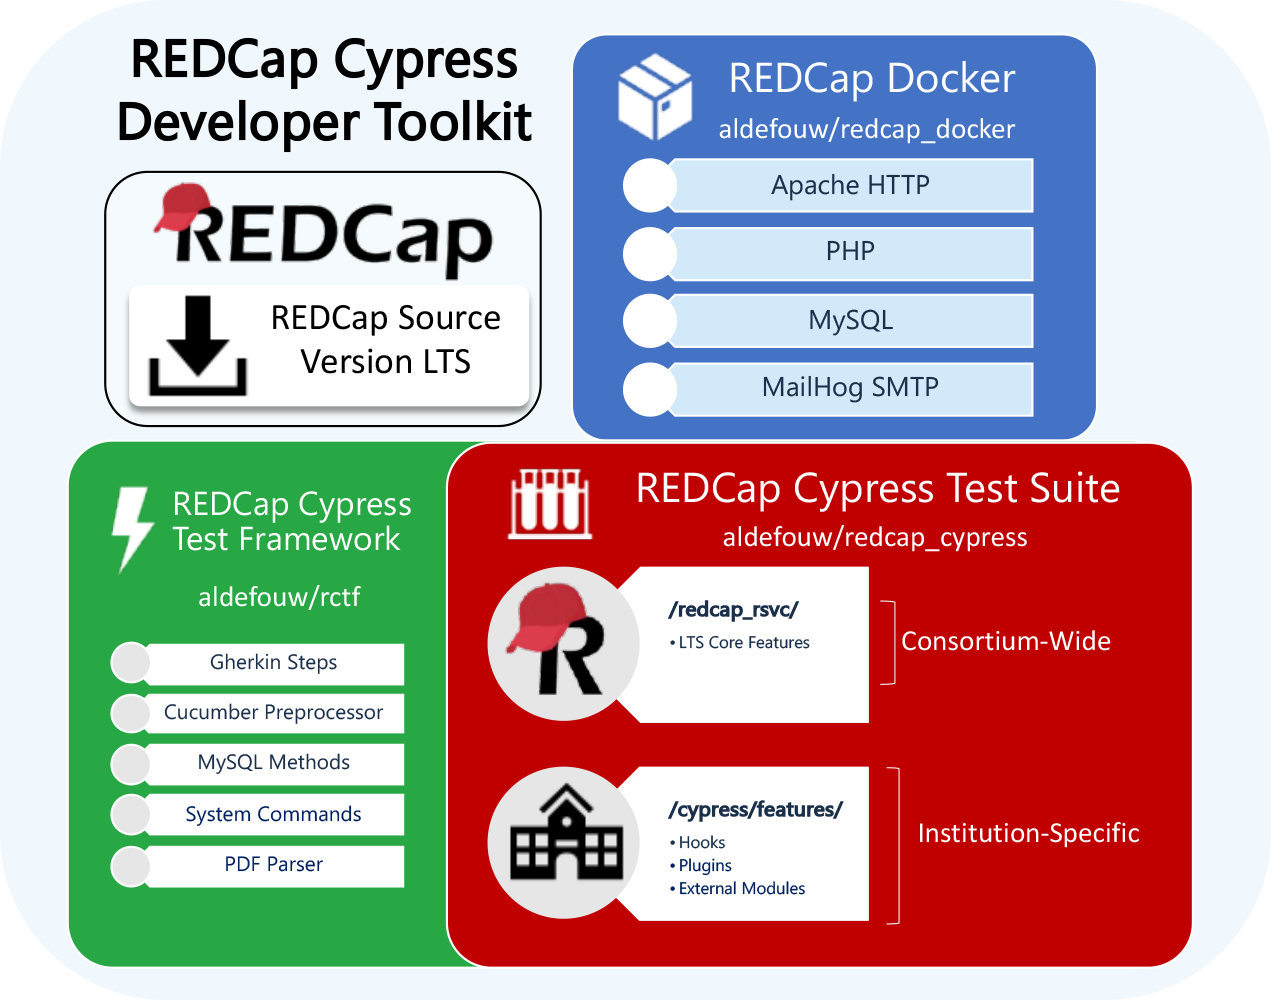 REDCap Cypress
Developer Toolkit
REDCap
REDCap Source
Version LTS
REDCap Docker
aldefouw/redcap_docker
Apache HTTP
PHP
MySQL
MailHog SMTP
REDCap Cypress
Test Framework
aldefouw/rctf
Gherkin Steps
Cucumber Preprocessor
MySQL Methods
System Commands
PDF Parser
REDCap Cypress Test Suite
aldefouw/redcap_cypress
R
/redcap_rsvc/
• LTS Core Features
Consortium-Wide
/cypress/features/
• Hooks
• Plugins
• External Modules
Institution-Specific